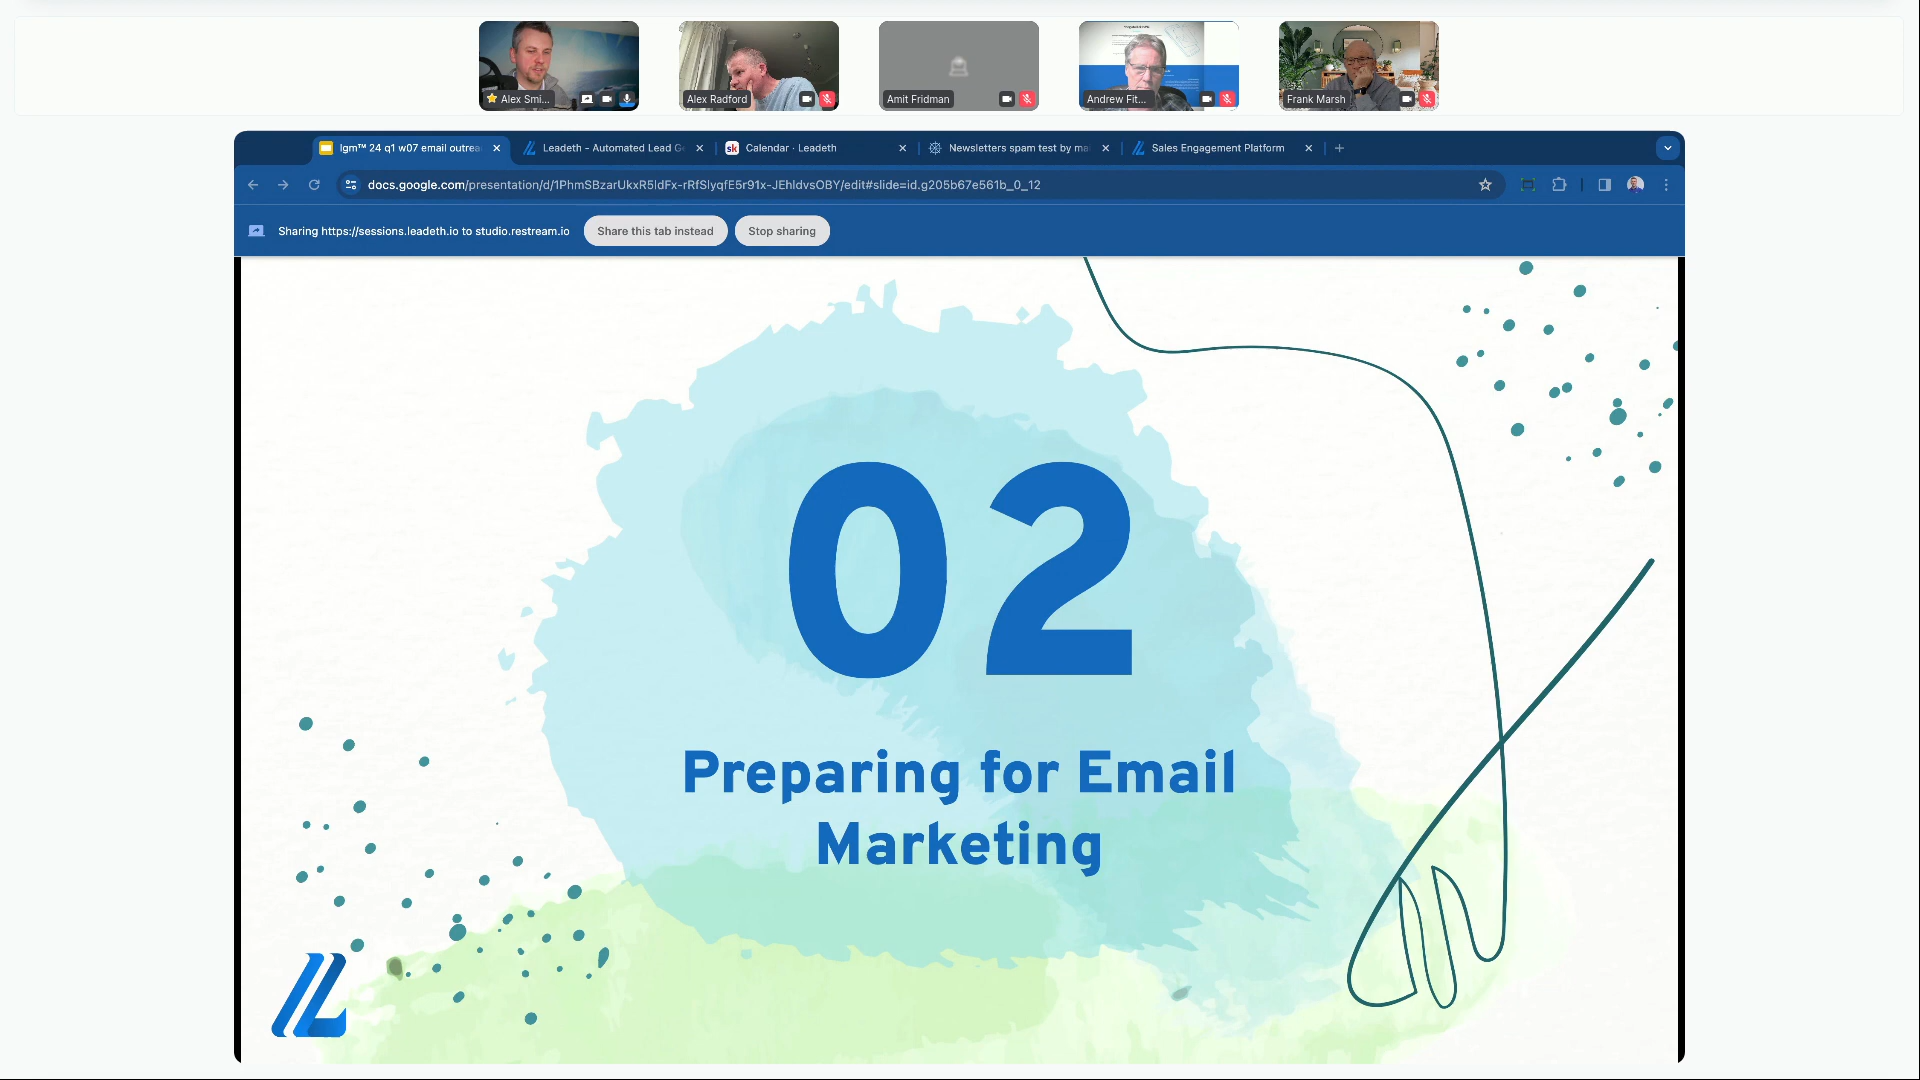 Alex Smi...
Alex Radford
Amit Fridman
Andrew Fit...
Frank Marsh
lgm™ 24 q1 w07 email outrea
Leadeth - Automated Lead G
sk
Calendar · Leadeth
Newsletters spam test by ma
Sales Engagement Platform
docs.google.com/presentation/d/1PhmSBzarUkxR5IdFx-rRfSlyqfE5r91x-JEhldvsOBY/edit#slide=id.g205b67e561b_0_12
Sharing https://sessions.leadeth.io to studio.restream.io
Share this tab instead
Stop sharing
02
Preparing for Email
Marketing